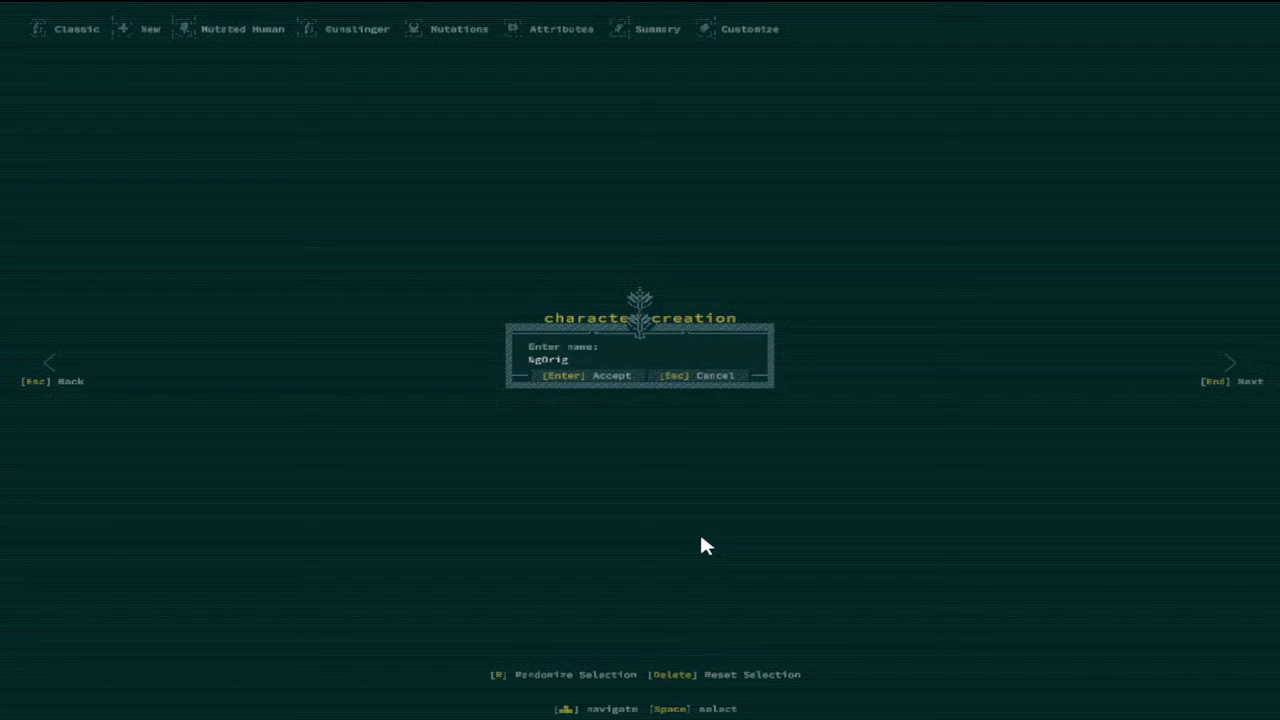 Classic New Mutated Human Gunslinger Mutations Attributes Summary Customize
character creation
Enter name:
&gOrig
[Enter] Accept [Esc] Cancel
[Esc] Back
[End] Next
[R] Randomize Selection [Delete] Reset Selection
navigate [Space] select